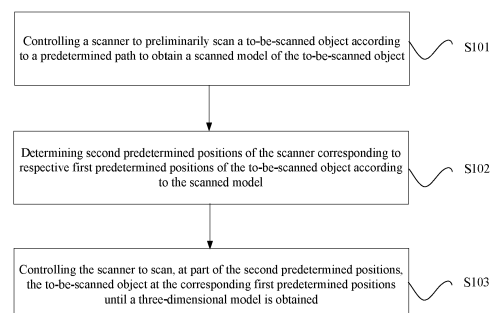 Controlling a scanner to preliminarily scan a to-be-scanned object according
to a predetermined path to obtain a scanned model of the to-be-scanned object
S101
Determining second predetermined positions of the scanner corresponding to
respective first predetermined positions of the to-be-scanned object according
to the scanned model
S102
Controlling the scanner to scan, at part of the second predetermined positions,
the to-be-scanned object at the corresponding first predetermined positions
until a three-dimensional model is obtained
S103